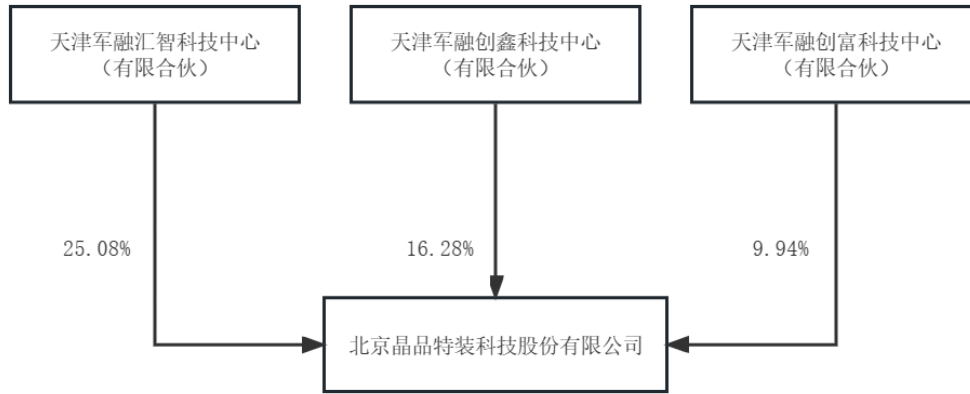 天津军融汇智科技中心
（有限合伙）
天津军融创鑫科技中心
（有限合伙）
天津军融创富科技中心
（有限合伙）
25.08%
16.28%
9.94%
北京晶品特装科技股份有限公司